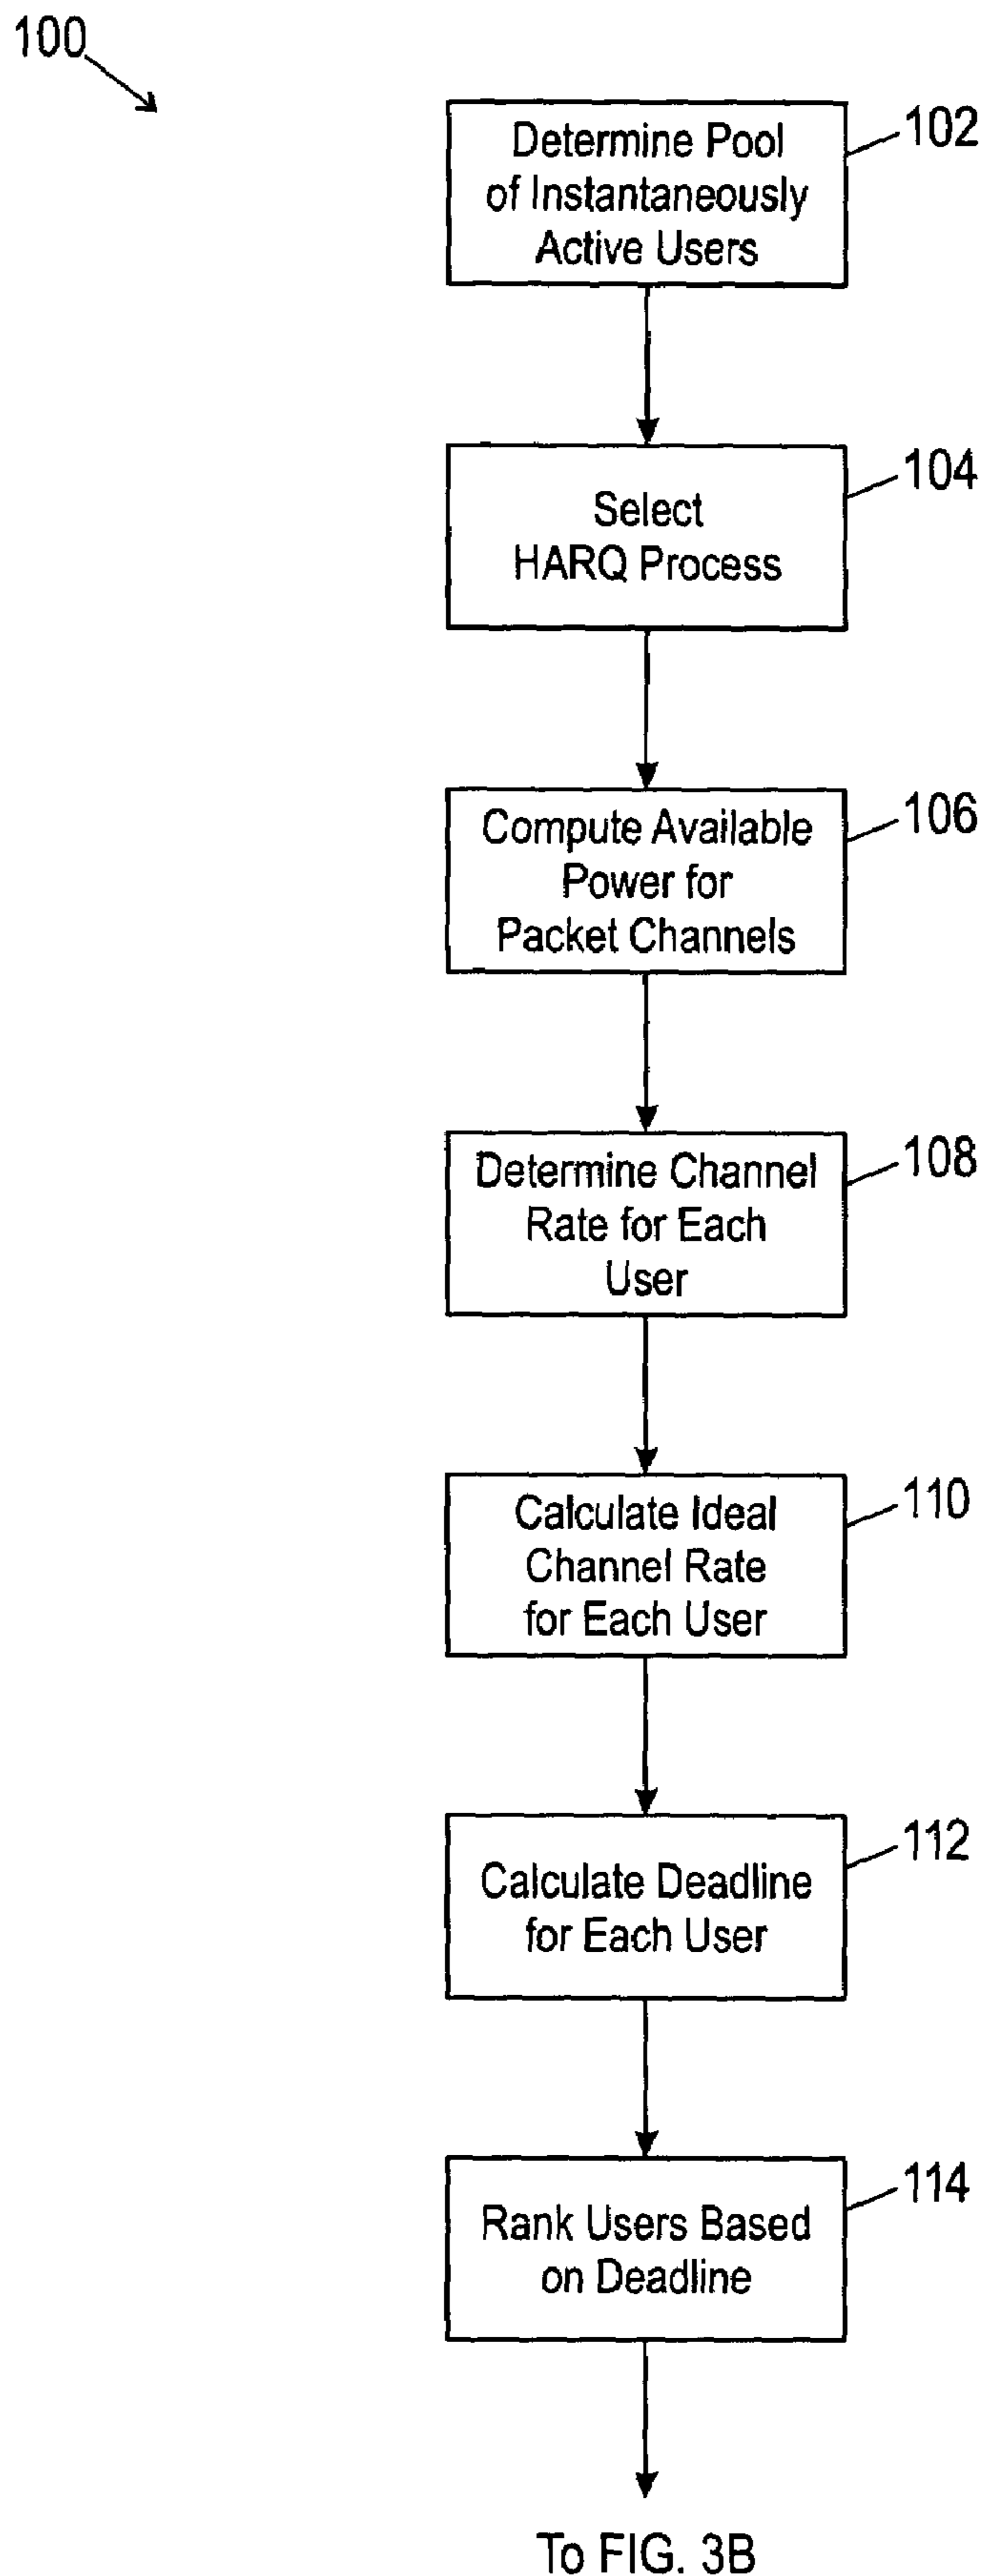 100
102
Determine Pool
of Instantaneously
Active Users
104
Select
HARQ Process
106
Compute Available
Power for
Packet Channels
108
Determine Channel
Rate for Each
User
110
Calculate Ideal
Channel Rate
for Each User
112
Calculate Deadline
for Each User
114
Rank Users Based
on Deadline
To FIG. 3B